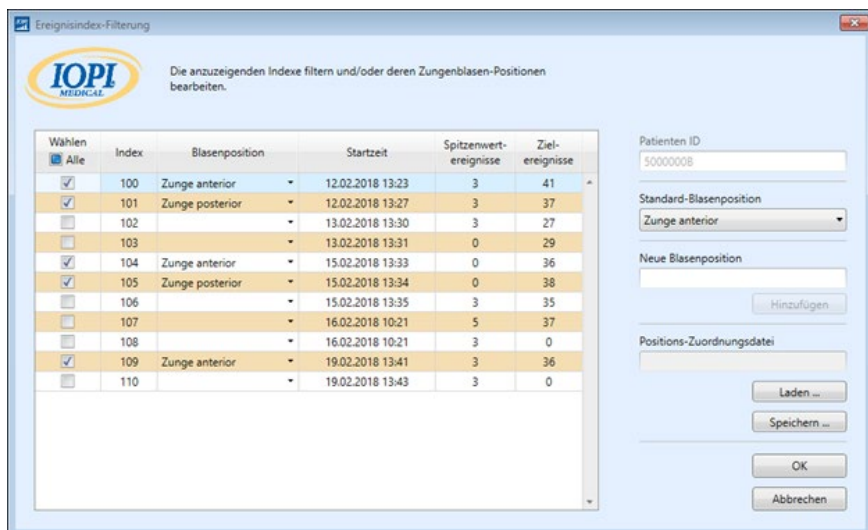 Ereignisindex-Filterung
IOPI
MEDICAL
Die anzuzeigenden Indexe filtern und/oder deren Zungenblasen-Positionen
bearbeiten.
Wählen
Alle
Index
Blasenposition
Startzeit
Spitzenwert-
ereignisse
Ziel-
ereignisse
100 Zunge anterior 12.02.2018 13:23 3 41
101 Zunge posterior 12.02.2018 13:27 3 37
102 13.02.2018 13:30 3 27
103 13.02.2018 13:31 0 29
104 Zunge anterior 15.02.2018 13:33 0 36
105 Zunge posterior 15.02.2018 13:34 0 38
106 15.02.2018 13:35 3 35
107 16.02.2018 10:21 5 37
108 16.02.2018 10:21 3 0
109 Zunge anterior 19.02.2018 13:41 3 36
110 19.02.2018 13:43 3 0
Patienten ID
5000000B
Standard-Blasenposition
Zunge anterior
Neue Blasenposition
Hinzufügen
Positions-Zuordnungsdatei
Laden ...
Speichern ...
OK
Abbrechen